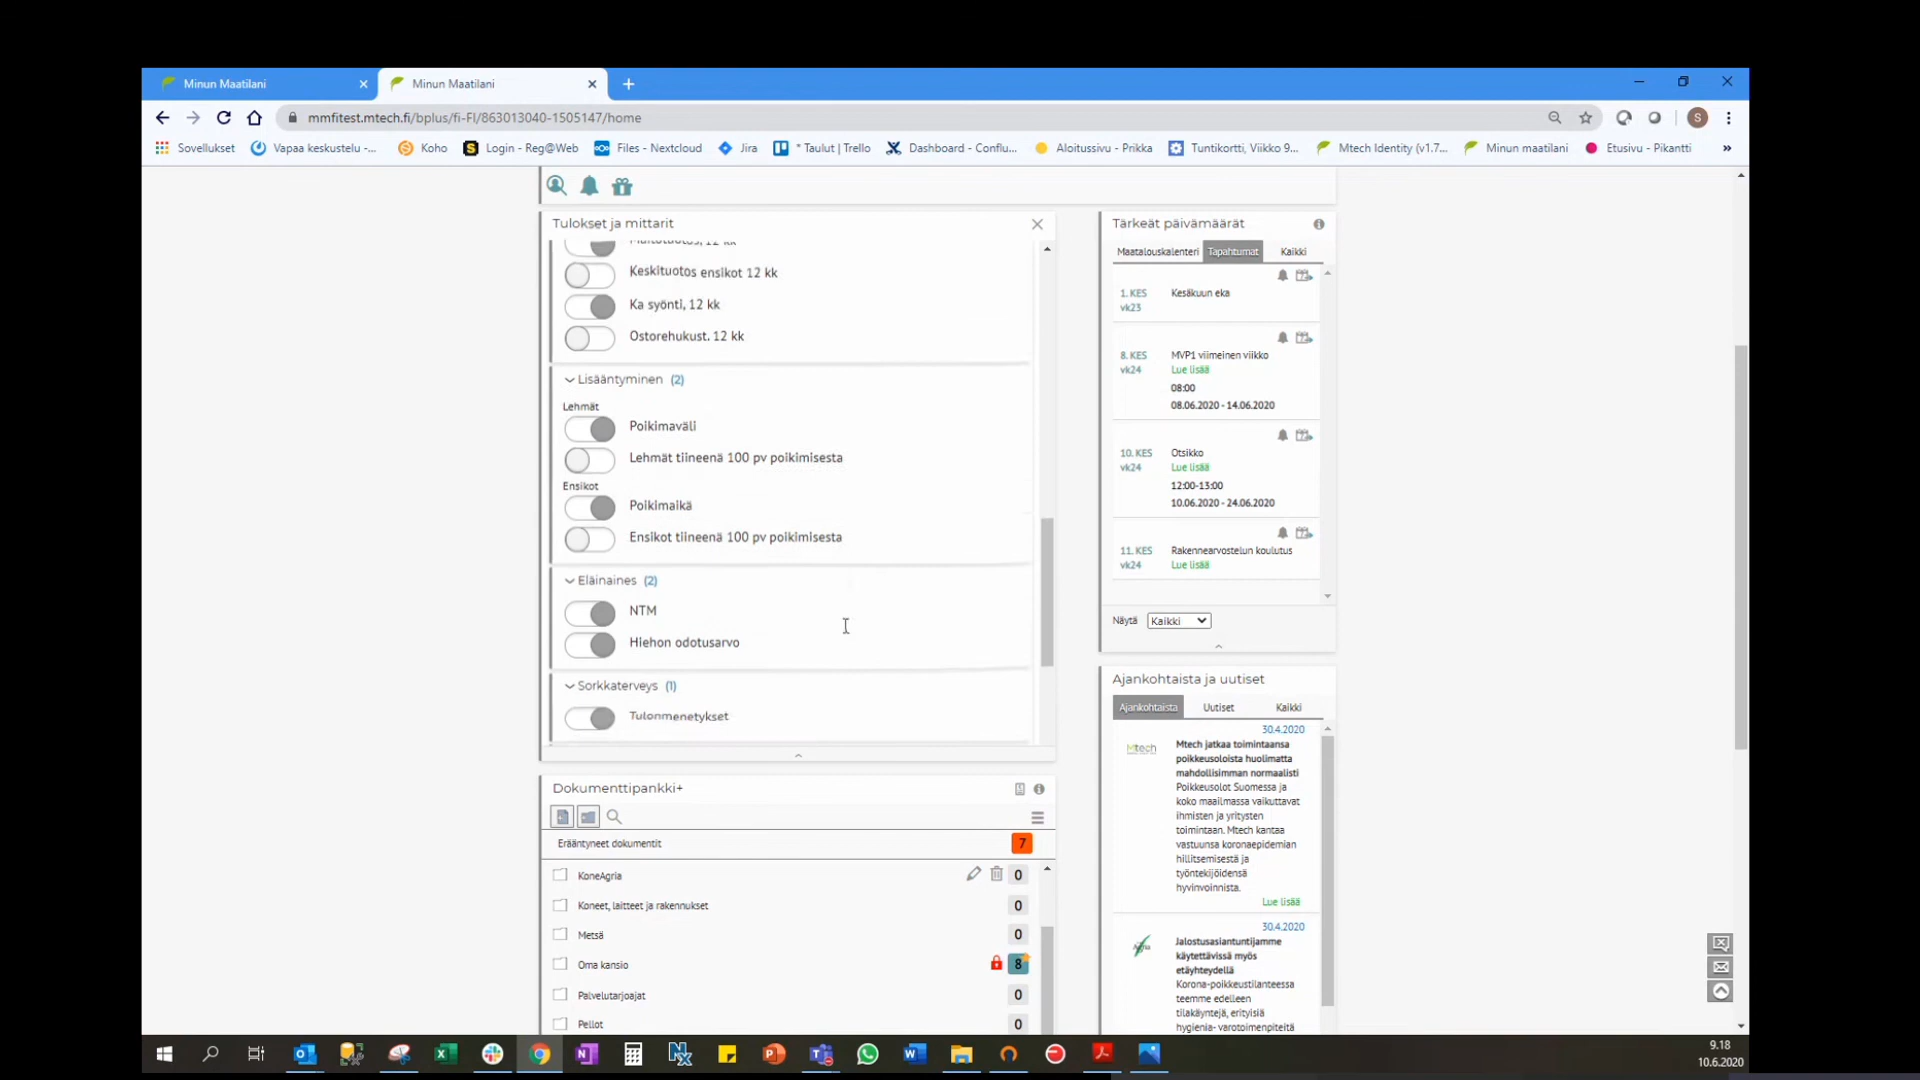 Minun Maatilani
Minun Maatilani
mmfitest.mtech.fi/bplus/fi-FI/863013040-1505147/home
S
Sovellukset
Vapaa keskustelu -...
Koho
Login - Reg@Web
Files - Nextcloud
Jira
* Taulut | Trello
Dashboard - Conflu...
Aloitussivu - Prikka
Tuntikortti, Viikko 9...
Mtech Identity (v1.7...
Minun maatilani
Etusivu - Pikantti
»
Tulokset ja mittarit
Maitotuotos, 12 kk
Keskituotos ensikot 12 kk
Ka syönti, 12 kk
Ostorehukust. 12 kk
Lisääntyminen (2)
Lehmät
Poikimaväli
Lehmät tiineenä 100 pv poikimisesta
Ensikot
Poikimaikä
Ensikot tiineenä 100 pv poikimisesta
Eläinaines (2)
NTM
Hiehon odotusarvo
Sorkkaterveys (1)
Tulonmenetykset
Dokumenttipankki+
Erääntyneet dokumentit 7
KoneAgria 0
Koneet, laitteet ja rakennukset 0
Metsä 0
Oma kansio 8
Palvelutarjoajat 0
Pellot 0
Tärkeät päivämäärät
Maatalouskalenteri Tapahtumat Kaikki
1. KES Kesäkuun eka
vk23
8. KES MVP1 viimeinen viikko
vk24 Lue lisää
08:00
08.06.2020 - 14.06.2020
10. KES Otsikko
vk24 Lue lisää
12:00-13:00
10.06.2020 - 24.06.2020
11. KES Rakennearvostelun koulutus
vk24 Lue lisää
Näytä Kaikki
Ajankohtaista ja uutiset
Ajankohtaista Uutiset Kaikki
30.4.2020
Mtech
Mtech jatkaa toimintaansa
poikkeusoloista huolimatta
mahdollisimman normaalisti
Poikkeusolot Suomessa ja
koko maailmassa vaikuttavat
ihmisten ja yritysten
toimintaan. Mtech kantaa
vastuunsa koronaepidemian
hillitsemisestä ja
työntekijöidensä
hyvinvoinnista.
Lue lisää
30.4.2020
Jalostusasiantuntijamme
käytettävissä myös
etäyhteydellä
Korona-poikkeustilanteessa
teemme edelleen
tilakäyntejä, erityisiä
hygienia- varotoimenpiteitä
9.18
10.6.2020